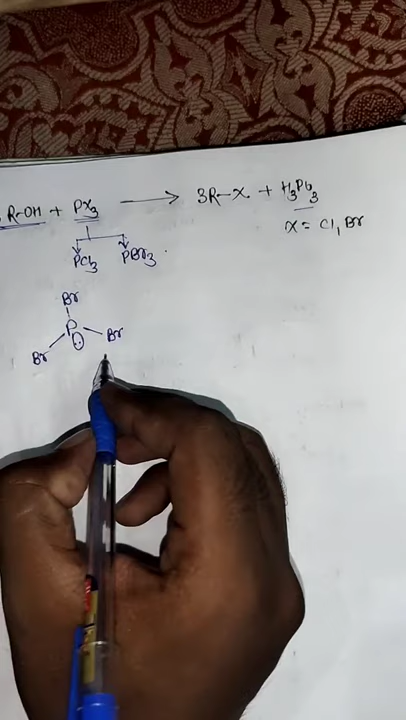 R-OH + PX3 → 3R-X + H3PO3
X = Cl, Br
PCl3 PBr3
Br
P Br
Br